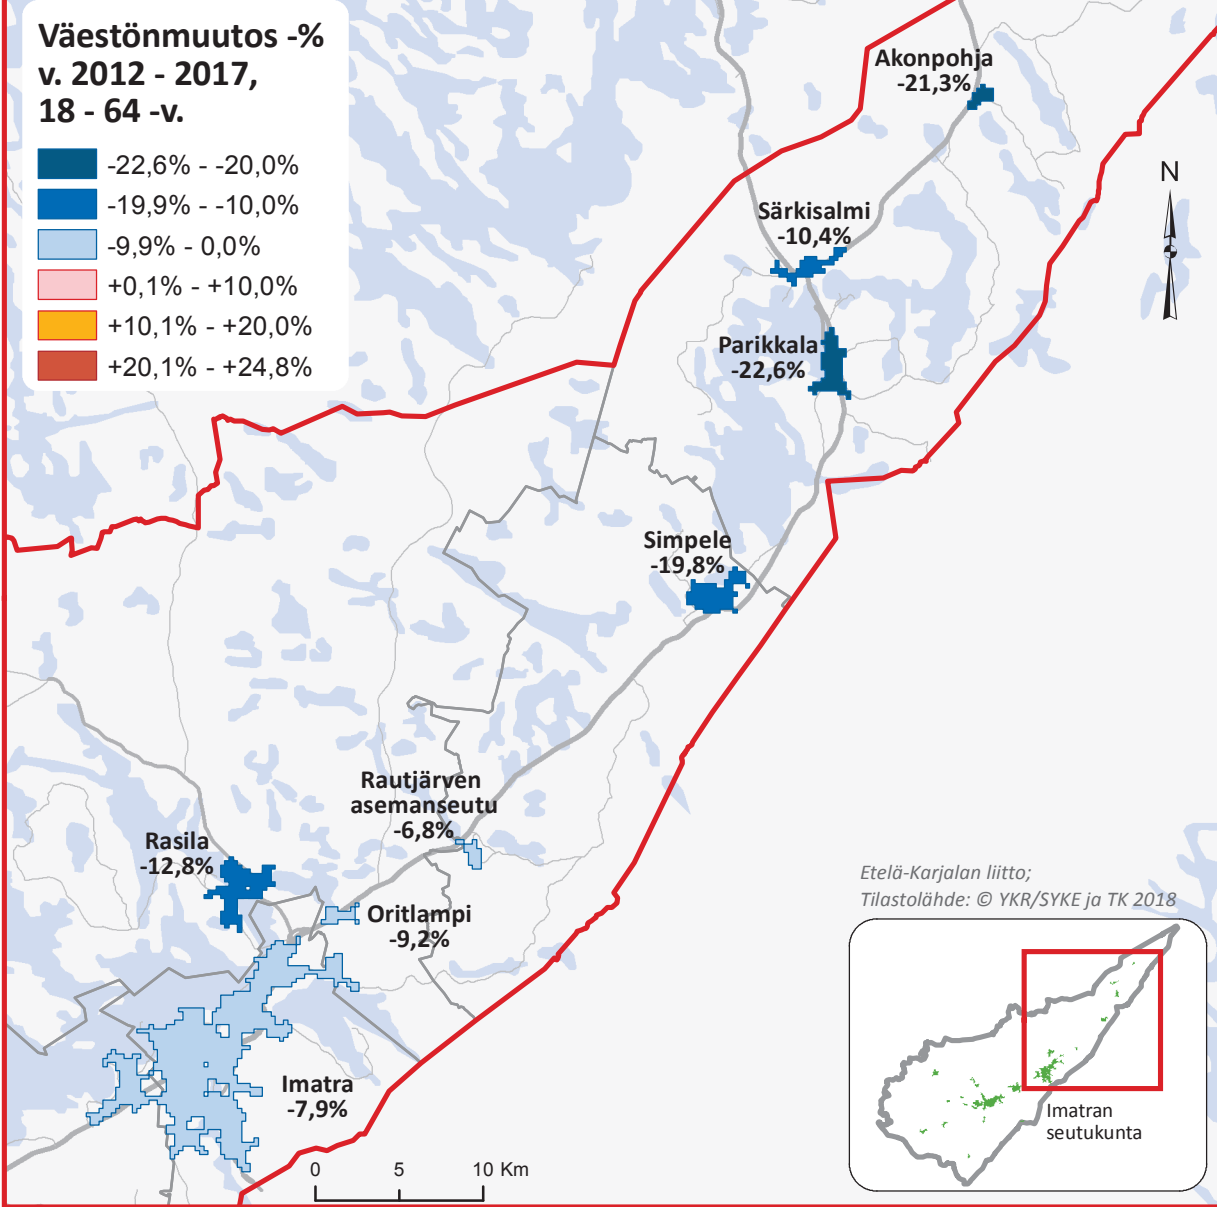 Väestönmuutos -%
v. 2012 - 2017,
18 - 64 -v.
-22,6% - -20,0%
-19,9% - -10,0%
-9,9% - 0,0%
+0,1% - +10,0%
+10,1% - +20,0%
+20,1% - +24,8%
Akonpohja
-21,3%
N
Särkisalmi
-10,4%
Parikkala
-22,6%
Simpele
-19,8%
Rautjärven
asemanseutu
-6,8%
Rasila
-12,8%
Oritlampi
-9,2%
Imatra
-7,9%
Etelä-Karjalan liitto;
Tilastolähde: © YKR/SYKE ja TK 2018
Imatran
seutukunta
0 5 10 Km